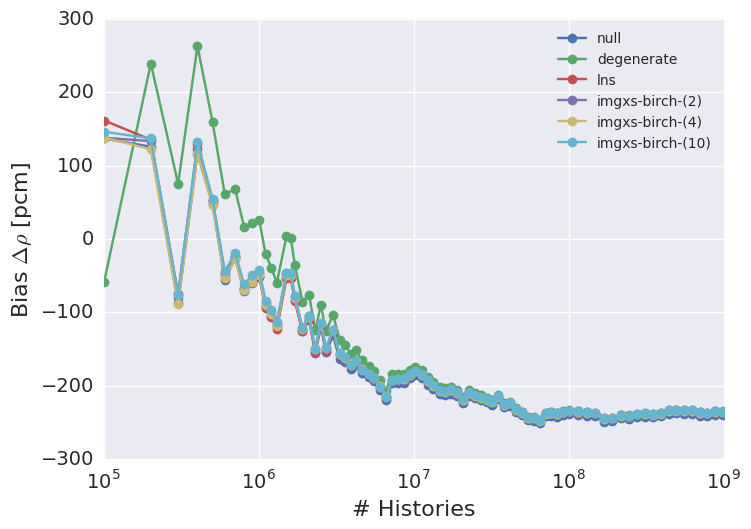 300
200
100
0
−100
−200
−300
Bias Δρ [pcm]
10^5
10^6
10^7
10^8
10^9
# Histories
null
degenerate
lns
imgxs-birch-(2)
imgxs-birch-(4)
imgxs-birch-(10)